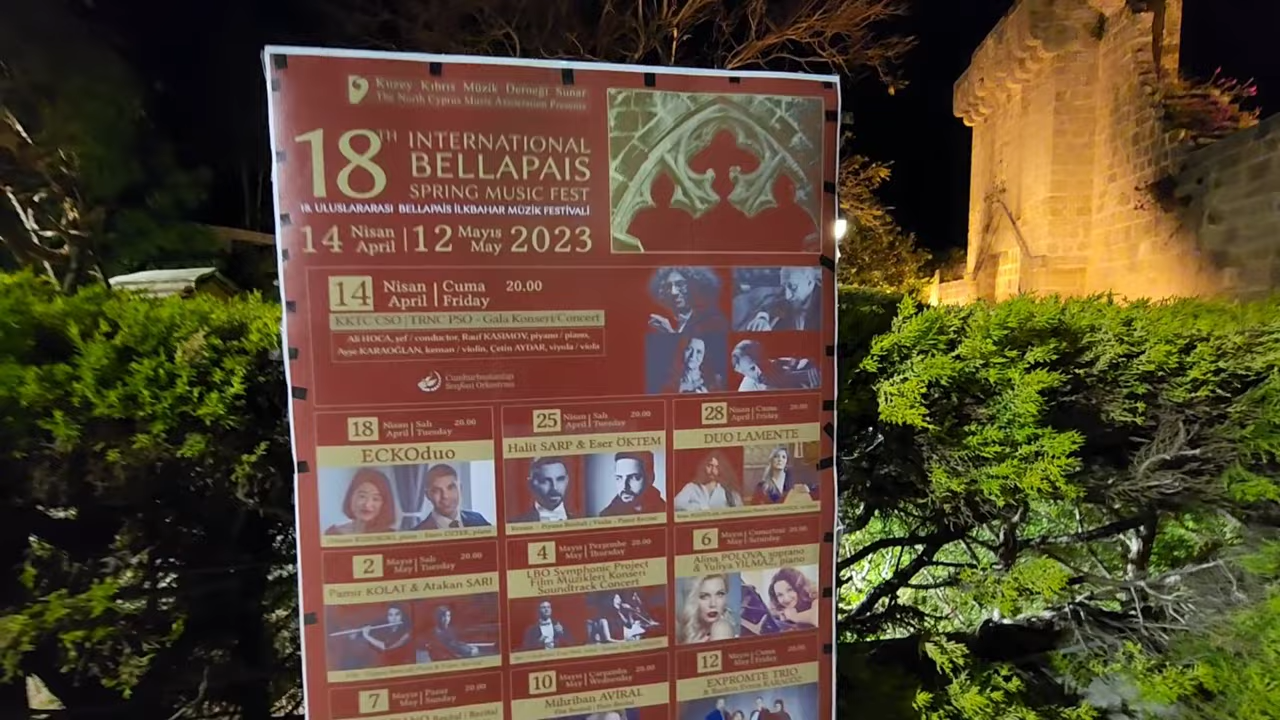 Kuzey Kıbrıs Müzik Derneği Sunar
The North Cyprus Music Association Presents
18TH INTERNATIONAL
BELLAPAIS
SPRING MUSIC FEST
18. ULUSLARARASI BELLAPAİS İLKBAHAR MÜZİK FESTİVALİ
14 Nisan April | 12 Mayıs May 2023
14 Nisan April | Cuma Friday 20.00
KKTC CSO | TRNC PSO - Gala Konseri/Concert
Ali HOCA, şef / conductor, Rauf KASIMOV, piyano / piano,
Ayşe KARAOĞLAN, keman / violin, Çetin AYDAR, viyola / viola
Cumhurbaşkanlığı
Senfoni Orkestrası
18 Nisan April | Salı Tuesday 20.00
ECKOduo
25 Nisan April | Salı Tuesday 20.00
Halit SARP & Eser ÖKTEM
28 Nisan April | Cuma Friday 20.00
DUO LAMENTE
2 Mayıs May | Salı Tuesday 20.00
Pamir KOLAT & Atakan SARI
4 Mayıs May | Perşembe Thursday 20.00
LBO Symphonic Project
Film Müzikleri Konseri
Soundtrack Concert
6 Mayıs May | Cumartesi Saturday 20.00
Alina POLOVA, soprano
& Yuliya YILMAZ, piano
7 Mayıs May | Pazar Sunday 20.00
Recital
10 Mayıs May | Çarşamba Wednesday 20.00
Mihriban AVİRAL
12 Mayıs May | Cuma Friday 20.00
EXPROMTE TRIO